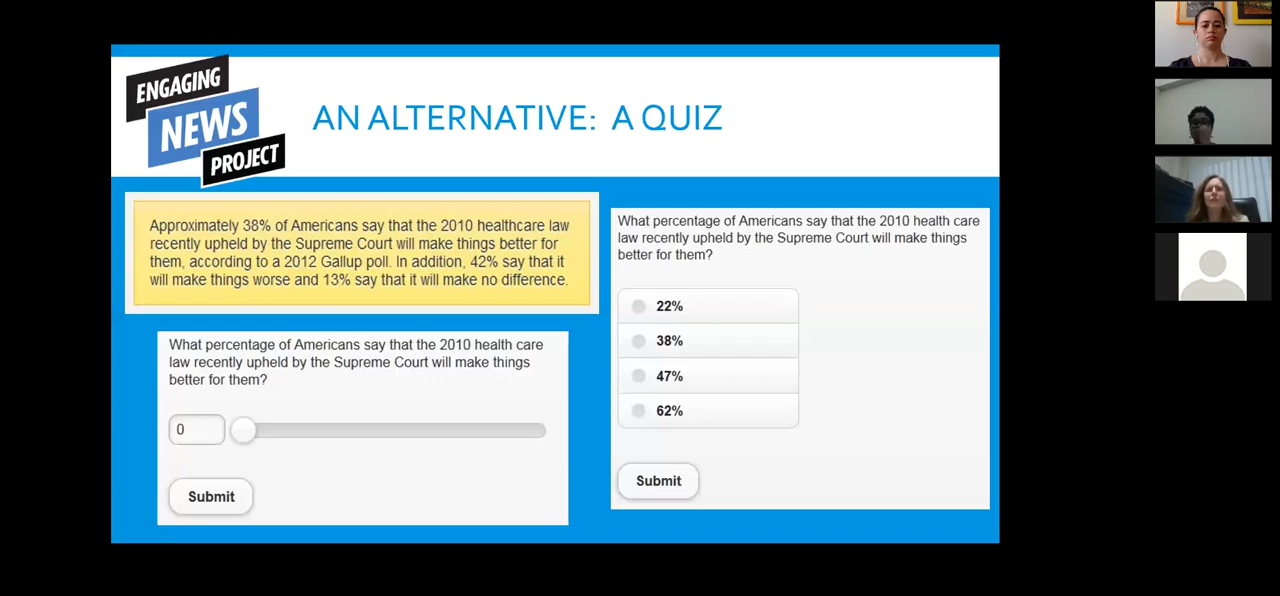 ENGAGING
NEWS
PROJECT
AN ALTERNATIVE: A QUIZ
Approximately 38% of Americans say that the 2010 healthcare law
recently upheld by the Supreme Court will make things better for
them, according to a 2012 Gallup poll. In addition, 42% say that it
will make things worse and 13% say that it will make no difference.
What percentage of Americans say that the 2010 health care
law recently upheld by the Supreme Court will make things
better for them?
0
Submit
What percentage of Americans say that the 2010 health care
law recently upheld by the Supreme Court will make things
better for them?
22%
38%
47%
62%
Submit